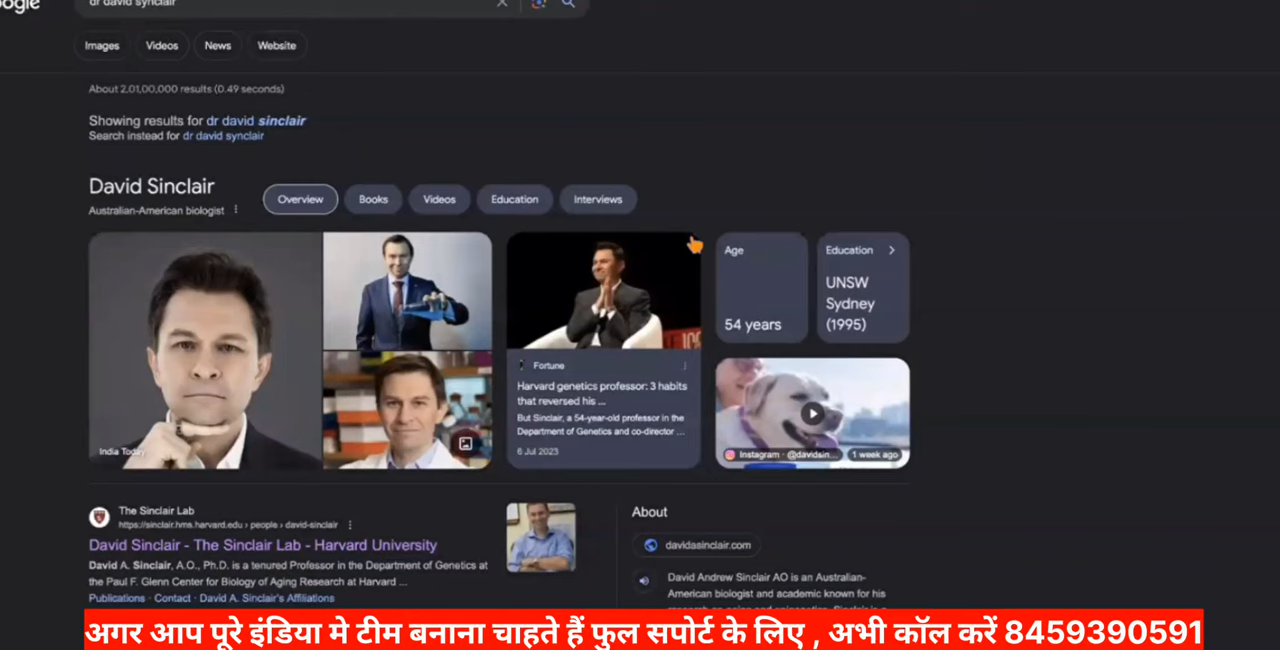 dr david synclair
Images
Videos
News
Website
About 2,01,00,000 results (0.49 seconds)
Showing results for dr david sinclair
Search instead for dr david synclair
David Sinclair
Australian-American biologist
Overview
Books
Videos
Education
Interviews
India Today
Fortune
Harvard genetics professor: 3 habits
that reversed his ...
But Sinclair, a 54-year-old professor in the
Department of Genetics and co-director ...
6 Jul 2023
Age
54 years
Education
UNSW
Sydney
(1995)
Instagram · @davidsin...
1 week ago
The Sinclair Lab
https://sinclair.hms.harvard.edu › people › david-sinclair
David Sinclair - The Sinclair Lab - Harvard University
David A. Sinclair, A.O., Ph.D. is a tenured Professor in the Department of Genetics at
the Paul F. Glenn Center for Biology of Aging Research at Harvard ...
Publications · Contact · David A. Sinclair's Affiliations
About
davidasinclair.com
David Andrew Sinclair AO is an Australian-
American biologist and academic known for his
अगर आप पूरे इंडिया मे टीम बनाना चाहते हैं फुल सपोर्ट के लिए , अभी कॉल करें 8459390591